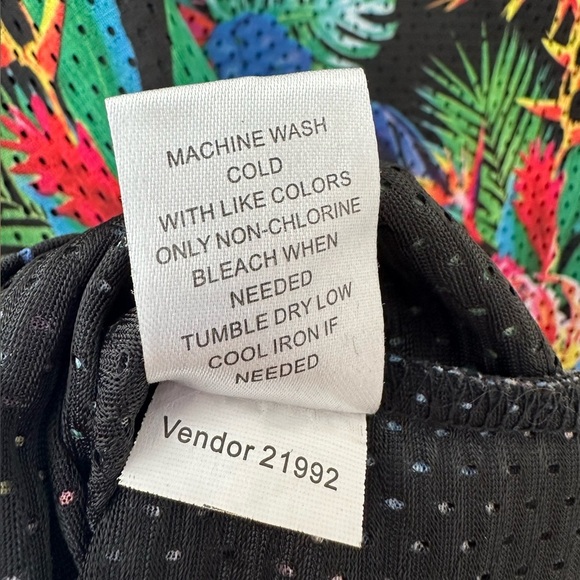 MACHINE WASH
COLD
WITH LIKE COLORS
ONLY NON-CHLORINE
BLEACH WHEN
NEEDED
TUMBLE DRY LOW
COOL IRON IF
NEEDED
Vendor 21992